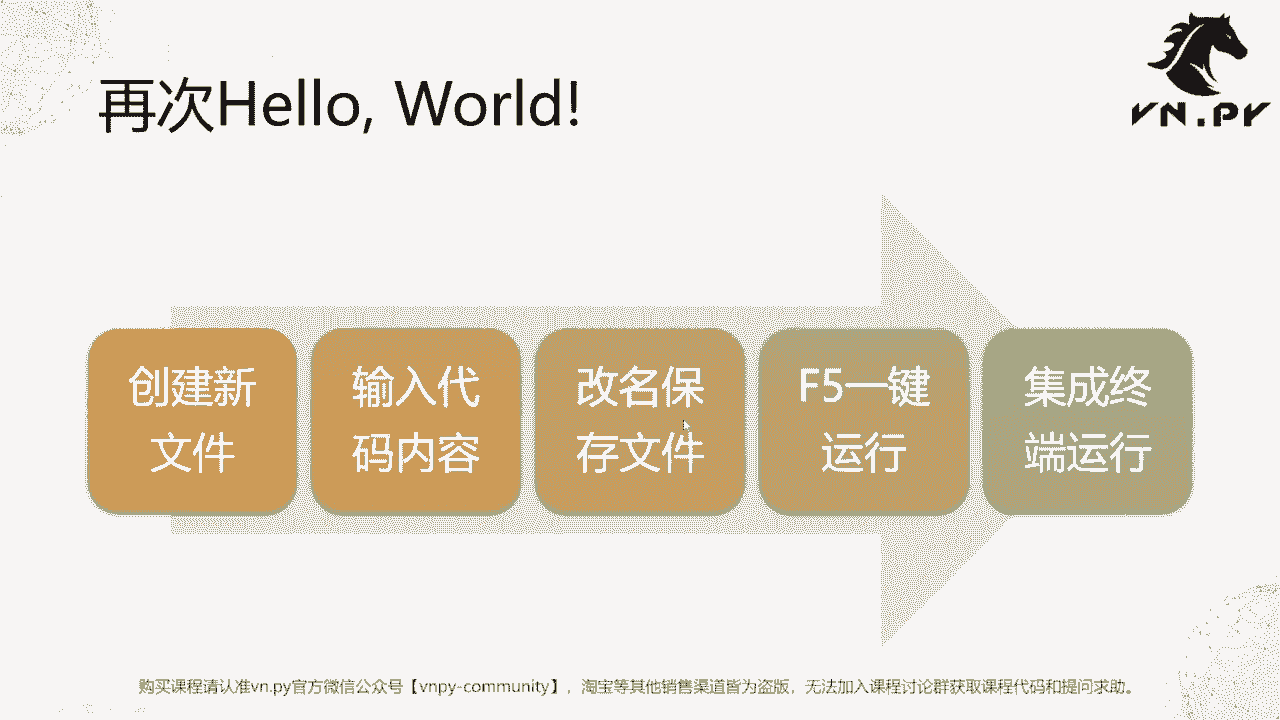 再次Hello, World!
VN.PY
创建新
文件
输入代
码内容
改名保
存文件
F5一键
运行
集成终
端运行
购买课程请认准vn.py官方微信公众号【vnpy-community】，淘宝等其他销售渠道皆为盗版，无法加入课程讨论群获取课程代码和提问求助。